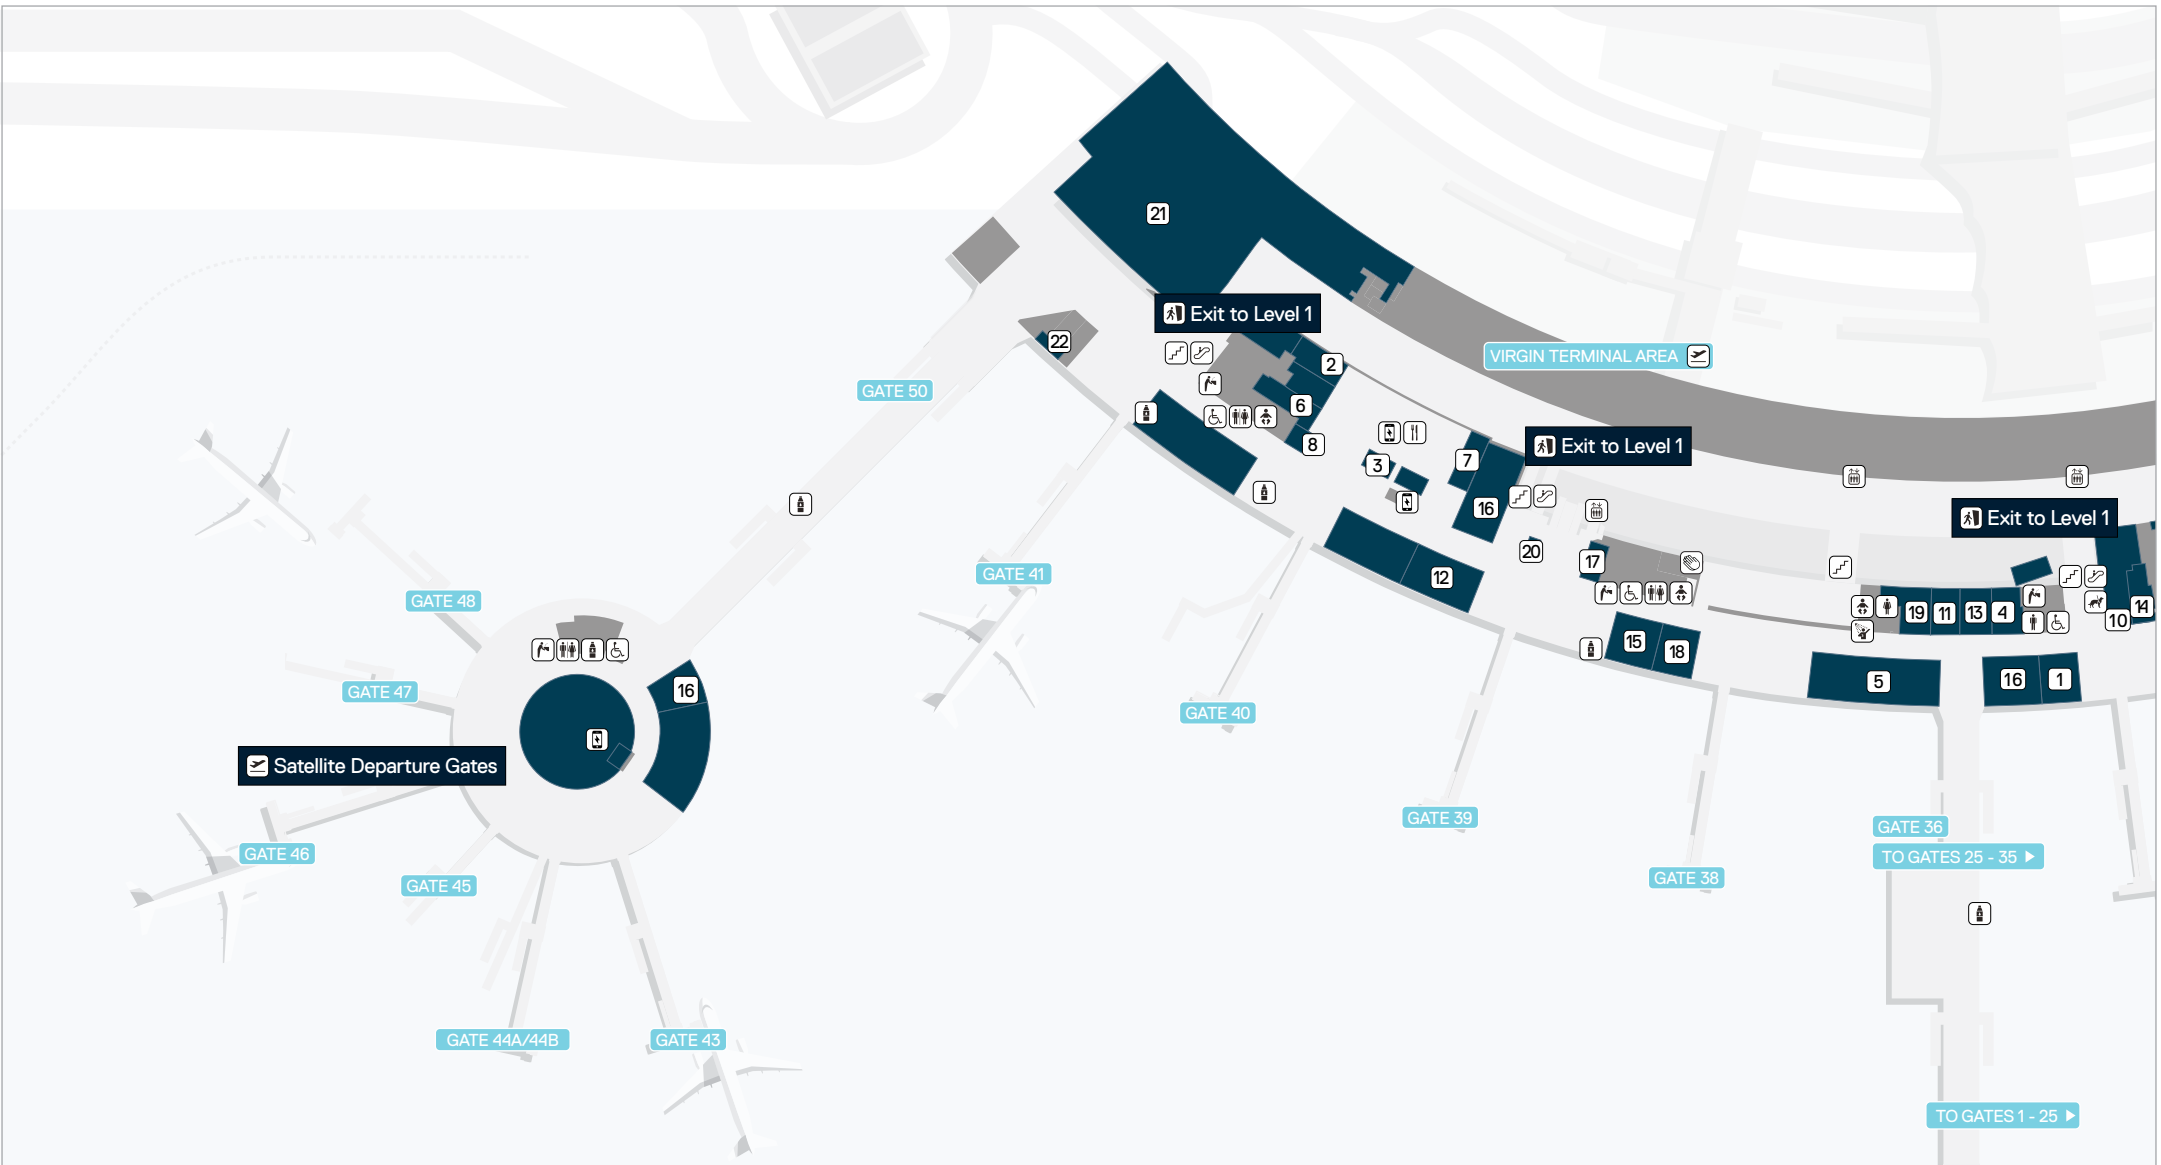 21
Exit to Level 1
22
2
VIRGIN TERMINAL AREA
GATE 50
6
8
Exit to Level 1
3
7
16
Exit to Level 1
20
17
GATE 41
12
GATE 48
19
11
13
4
14
10
15
18
16
5
16
1
GATE 47
GATE 40
Satellite Departure Gates
GATE 39
GATE 36
GATE 46
TO GATES 25 - 35
GATE 45
GATE 38
GATE 44A/44B
GATE 43
TO GATES 1 - 25